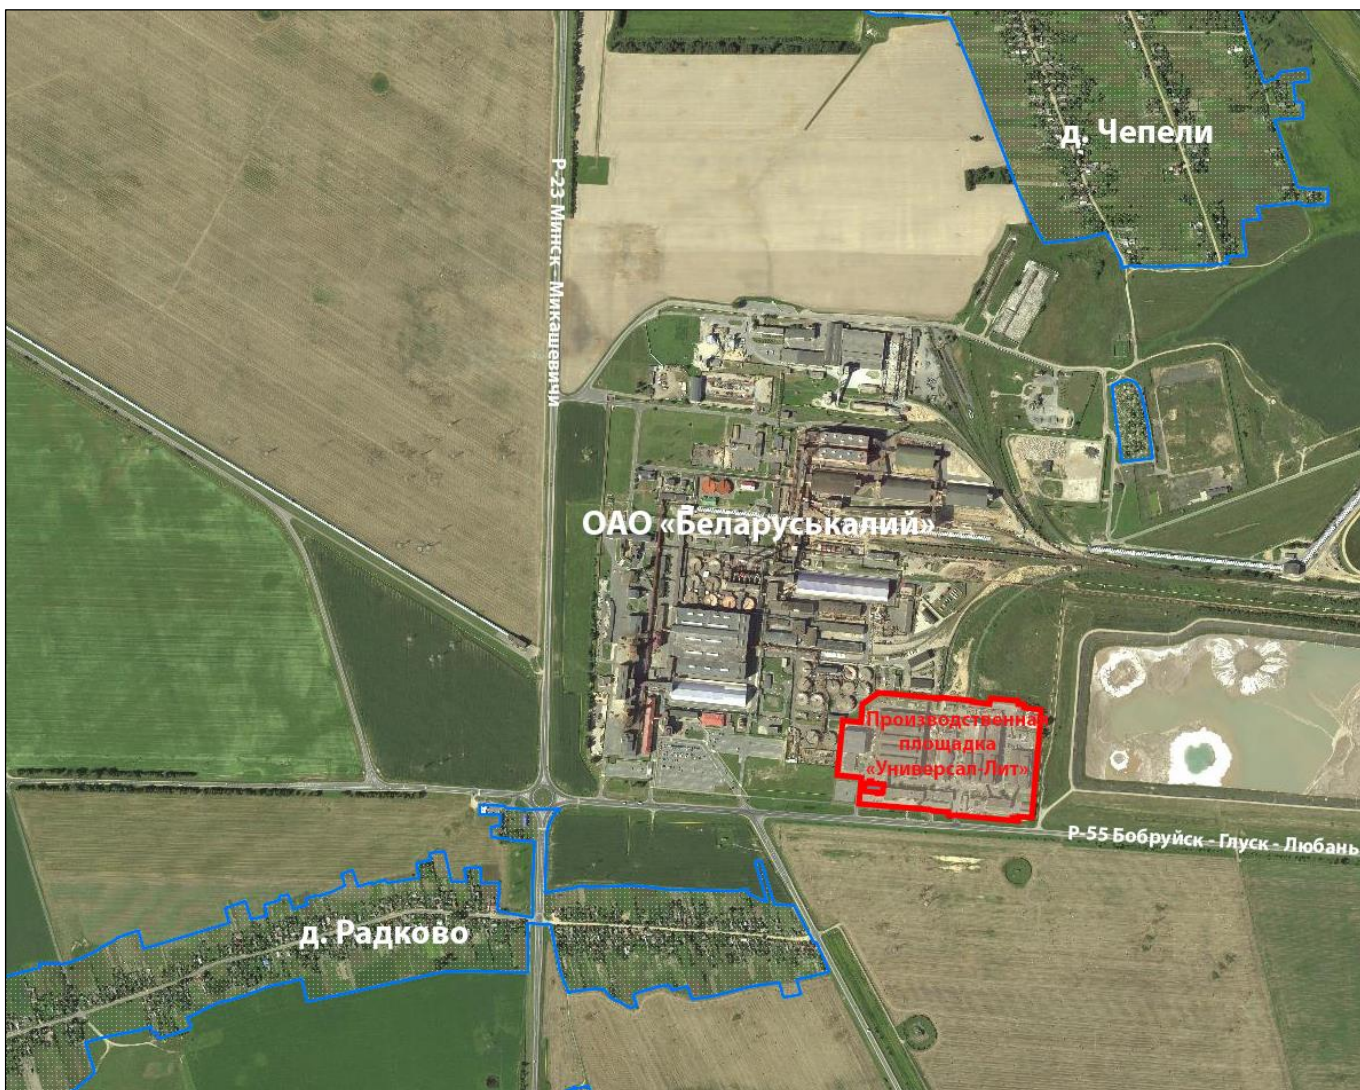 д. Чепели
Р-23 Минск - Микашевичи
ОАО «Беларуськалий»
Производственная
площадка
«Универсал-Лит»
Р-55 Бобруйск - Глуск - Любань
д. Радково